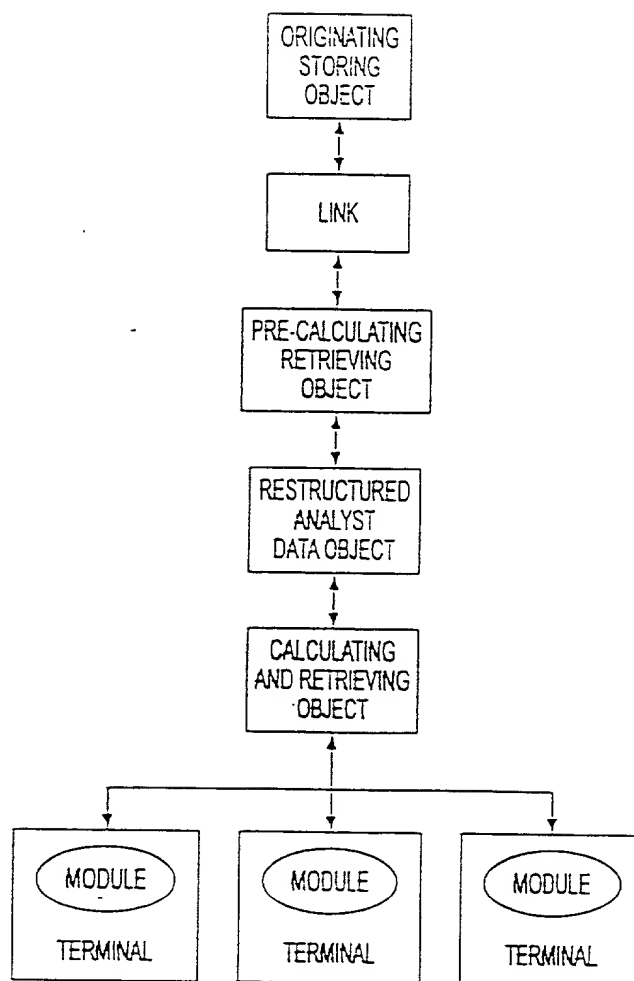 ORIGINATING
STORING
OBJECT
LINK
PRE-CALCULATING
RETRIEVING
OBJECT
RESTRUCTURED
ANALYST
DATA OBJECT
CALCULATING
AND RETRIEVING
OBJECT
MODULE
TERMINAL
MODULE
TERMINAL
MODULE
TERMINAL